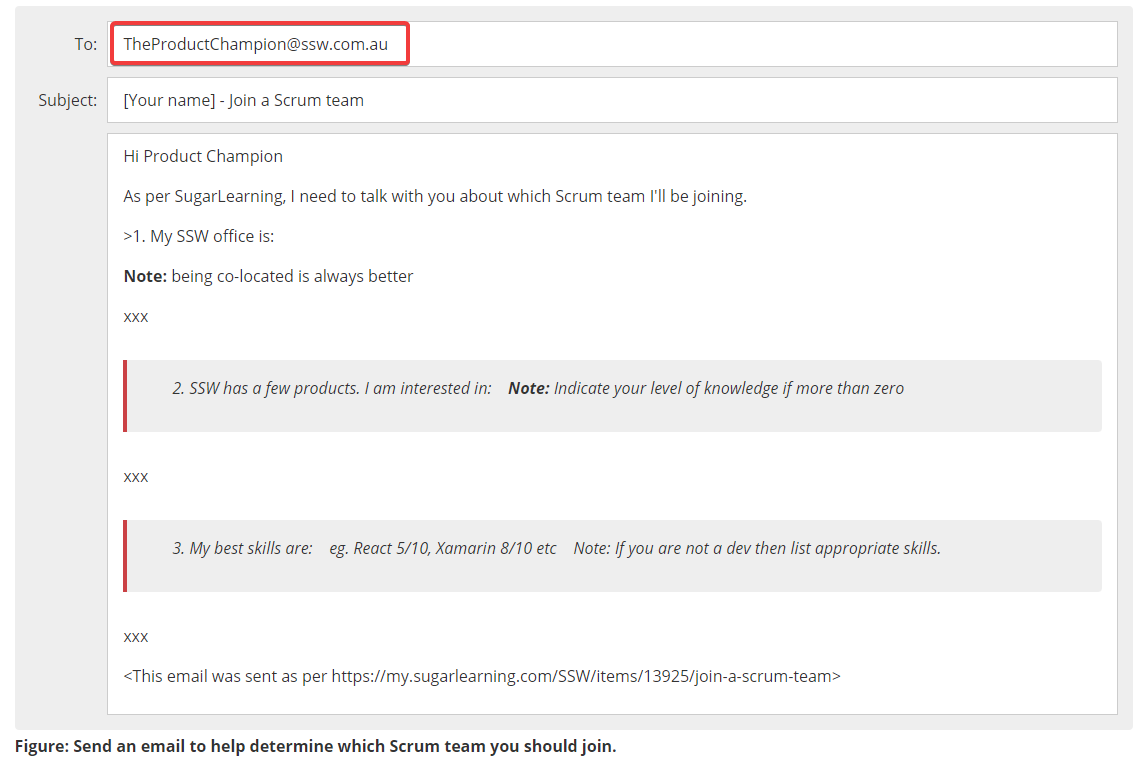 To: TheProductChampion@ssw.com.au
Subject: [Your name] - Join a Scrum team
Hi Product Champion
As per SugarLearning, I need to talk with you about which Scrum team I'll be joining.
>1. My SSW office is:
Note: being co-located is always better
xxx
2. SSW has a few products. I am interested in: Note: Indicate your level of knowledge if more than zero
xxx
3. My best skills are: eg. React 5/10, Xamarin 8/10 etc Note: If you are not a dev then list appropriate skills.
xxx
<This email was sent as per https://my.sugarlearning.com/SSW/items/13925/join-a-scrum-team>
Figure: Send an email to help determine which Scrum team you should join.